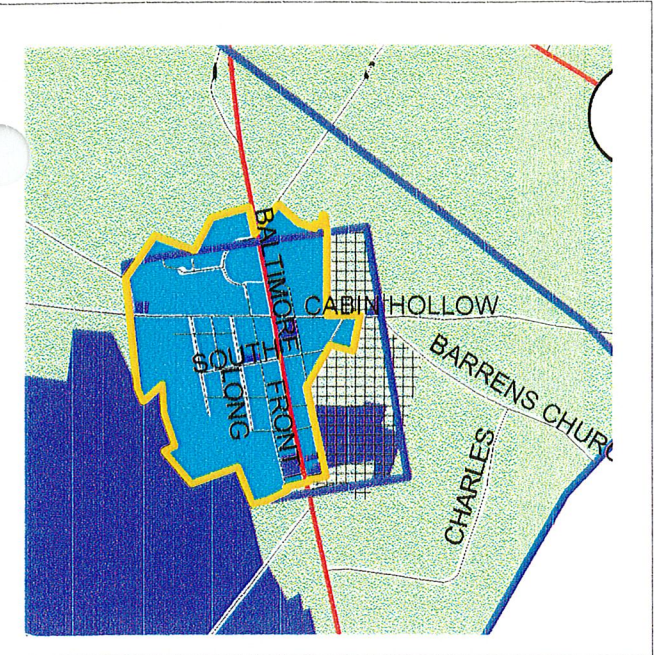 BALTIMORE
CABIN HOLLOW
SOUTH
LONG
FRONT
BARRENS CHURC
CHARLES